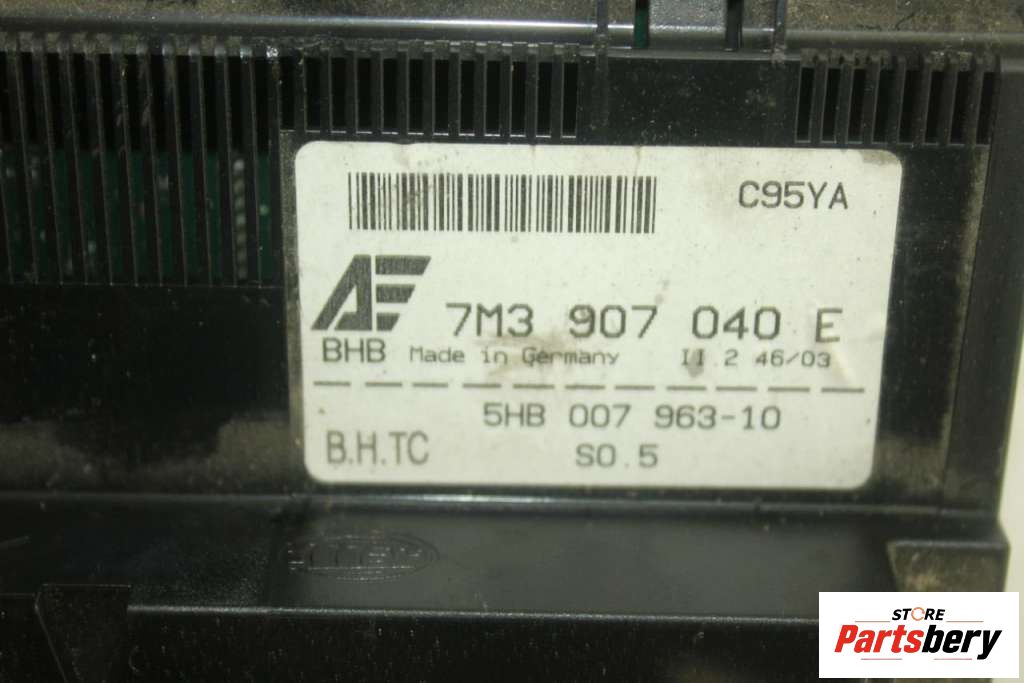 C95YA
7M3 907 040 E
BHB Made in Germany II.2 46/03
5HB 007 963-10
B.H.TC S0.5
STORE
Partsbery